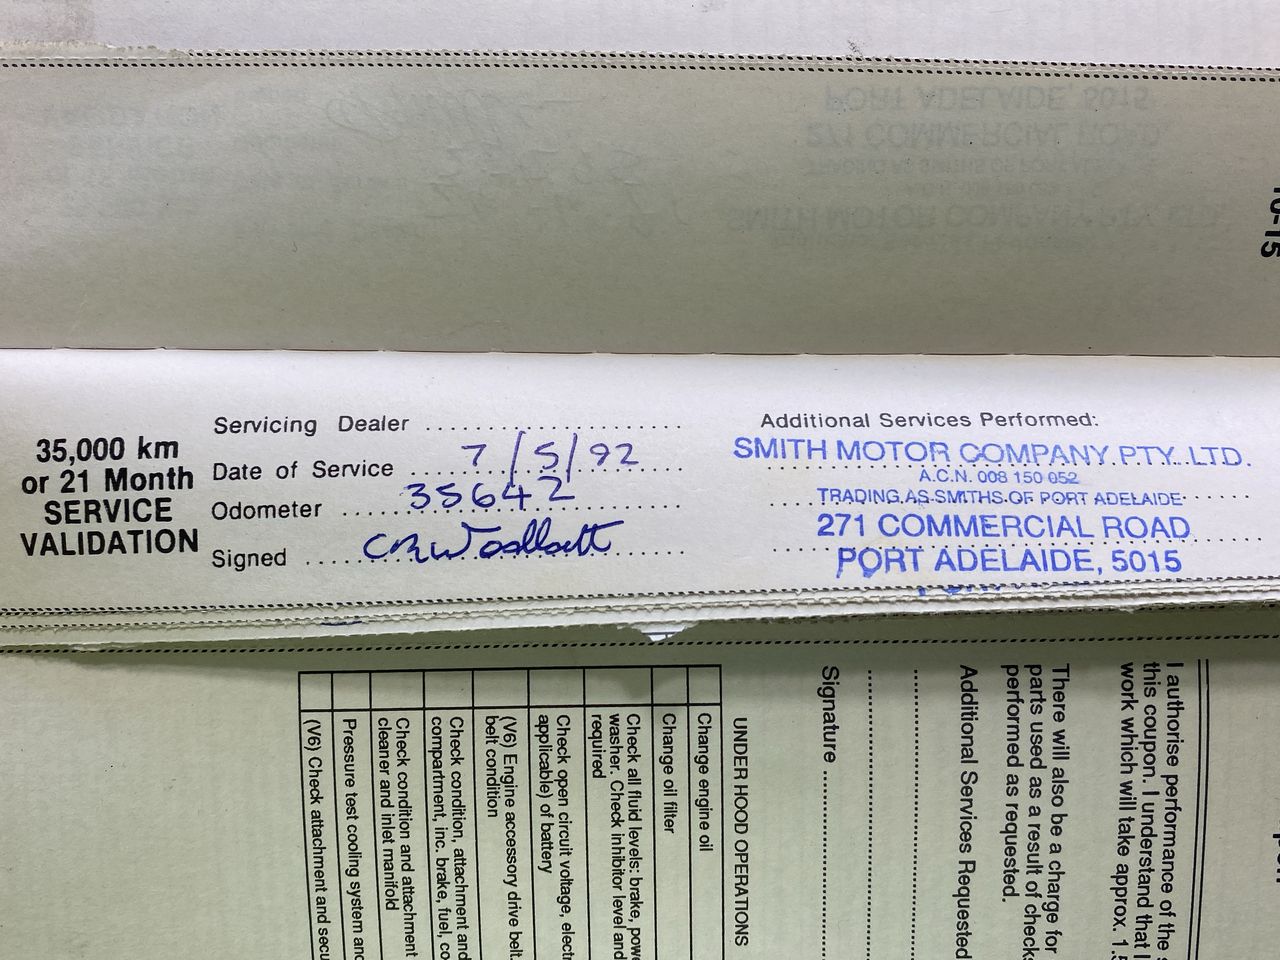 35,000 km
or 21 Month
SERVICE
VALIDATION
Servicing Dealer
Date of Service 7/5/92
Odometer 35642
Signed
Additional Services Performed:
SMITH MOTOR COMPANY PTY. LTD.
A.C.N. 008 150 052
TRADING AS SMITHS OF PORT ADELAIDE
271 COMMERCIAL ROAD
PORT ADELAIDE, 5015
10-15
I authorise performance of the
this coupon. I understand that I
work which will take approx. 1.5
There will also be a charge for
parts used as a result of checks
performed as requested.
Additional Services Requested
Signature
UNDER HOOD OPERATIONS
Change engine oil
Change oil filter
Check all fluid levels: brake, powe
washer. Check inhibitor level and
required
Check open circuit voltage, electr
applicable) of battery
(V6) Engine accessory drive belt.
belt condition
Check condition, attachment and
compartment, inc. brake, fuel, co
Check condition and attachment
cleaner and inlet manifold
Pressure test cooling system and
(V6) Check attachment and secu